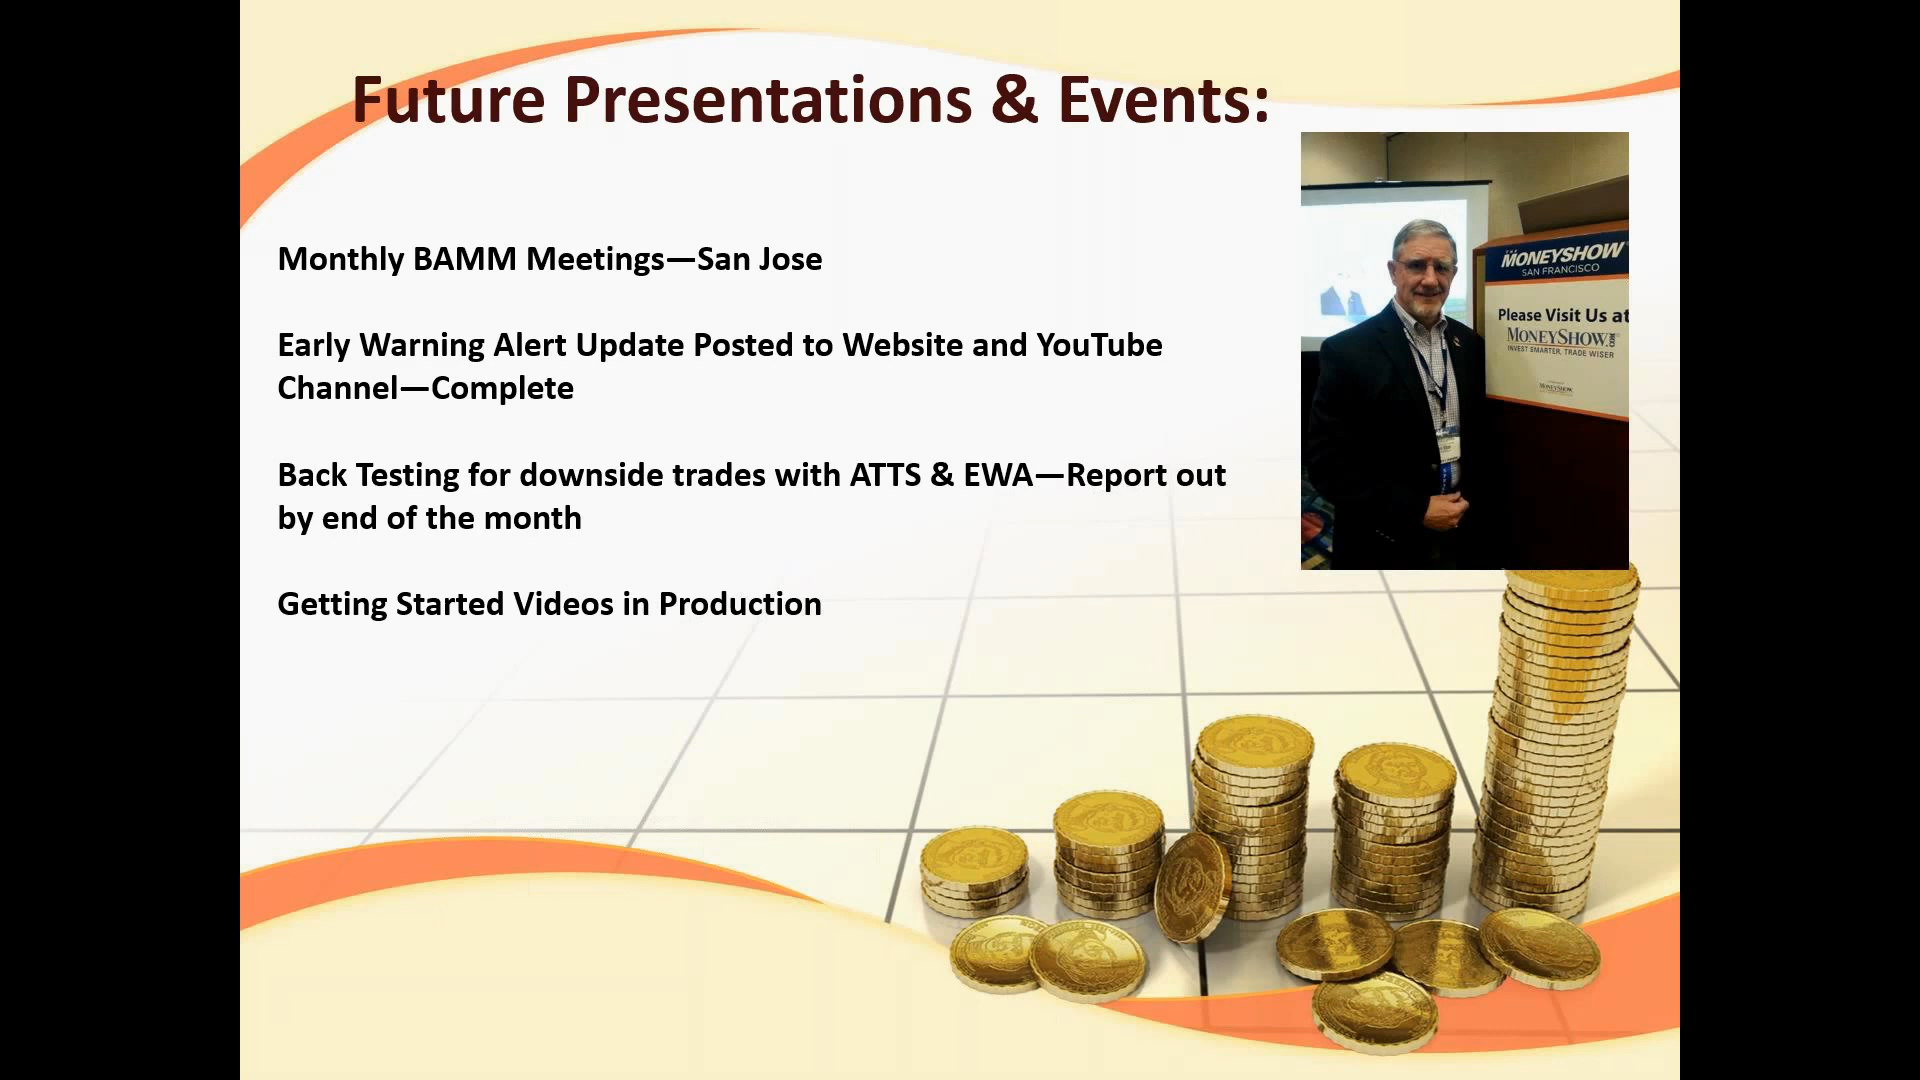 Future Presentations & Events:
Monthly BAMM Meetings—San Jose
Early Warning Alert Update Posted to Website and YouTube
Channel—Complete
Back Testing for downside trades with ATTS & EWA—Report out
by end of the month
Getting Started Videos in Production
THE
MONEYSHOW
SAN FRANCISCO
Please Visit Us at
MONEYSHOW.
INVEST SMARTER, TRADE WISER
MONEYSHOW